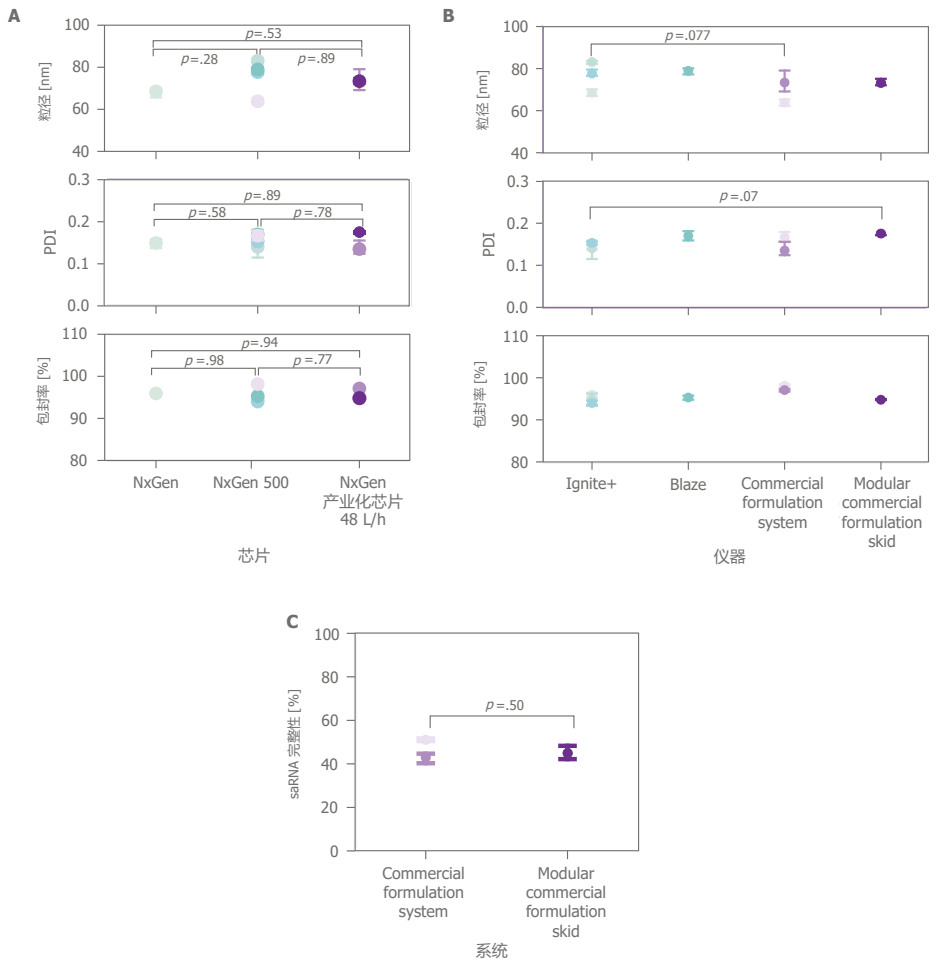 A
100
80
60
40
粒径 [nm]
p=.53
p=.28
p=.89
0.3
0.2
0.1
0.0
PDI
p=.89
p=.58
p=.78
110
100
90
80
包封率 [%]
p=.94
p=.98
p=.77
NxGen
NxGen 500
NxGen
产业化芯片
48 L/h
芯片
B
100
80
60
40
粒径 [nm]
p=.077
0.3
0.2
0.1
0.0
PDI
p=.07
110
100
90
80
包封率 [%]
Ignite+
Blaze
Commercial
formulation
system
Modular
commercial
formulation
skid
仪器
C
100
80
60
40
20
0
saRNA 完整性 [%]
p=.50
Commercial
formulation
system
Modular
commercial
formulation
skid
系统